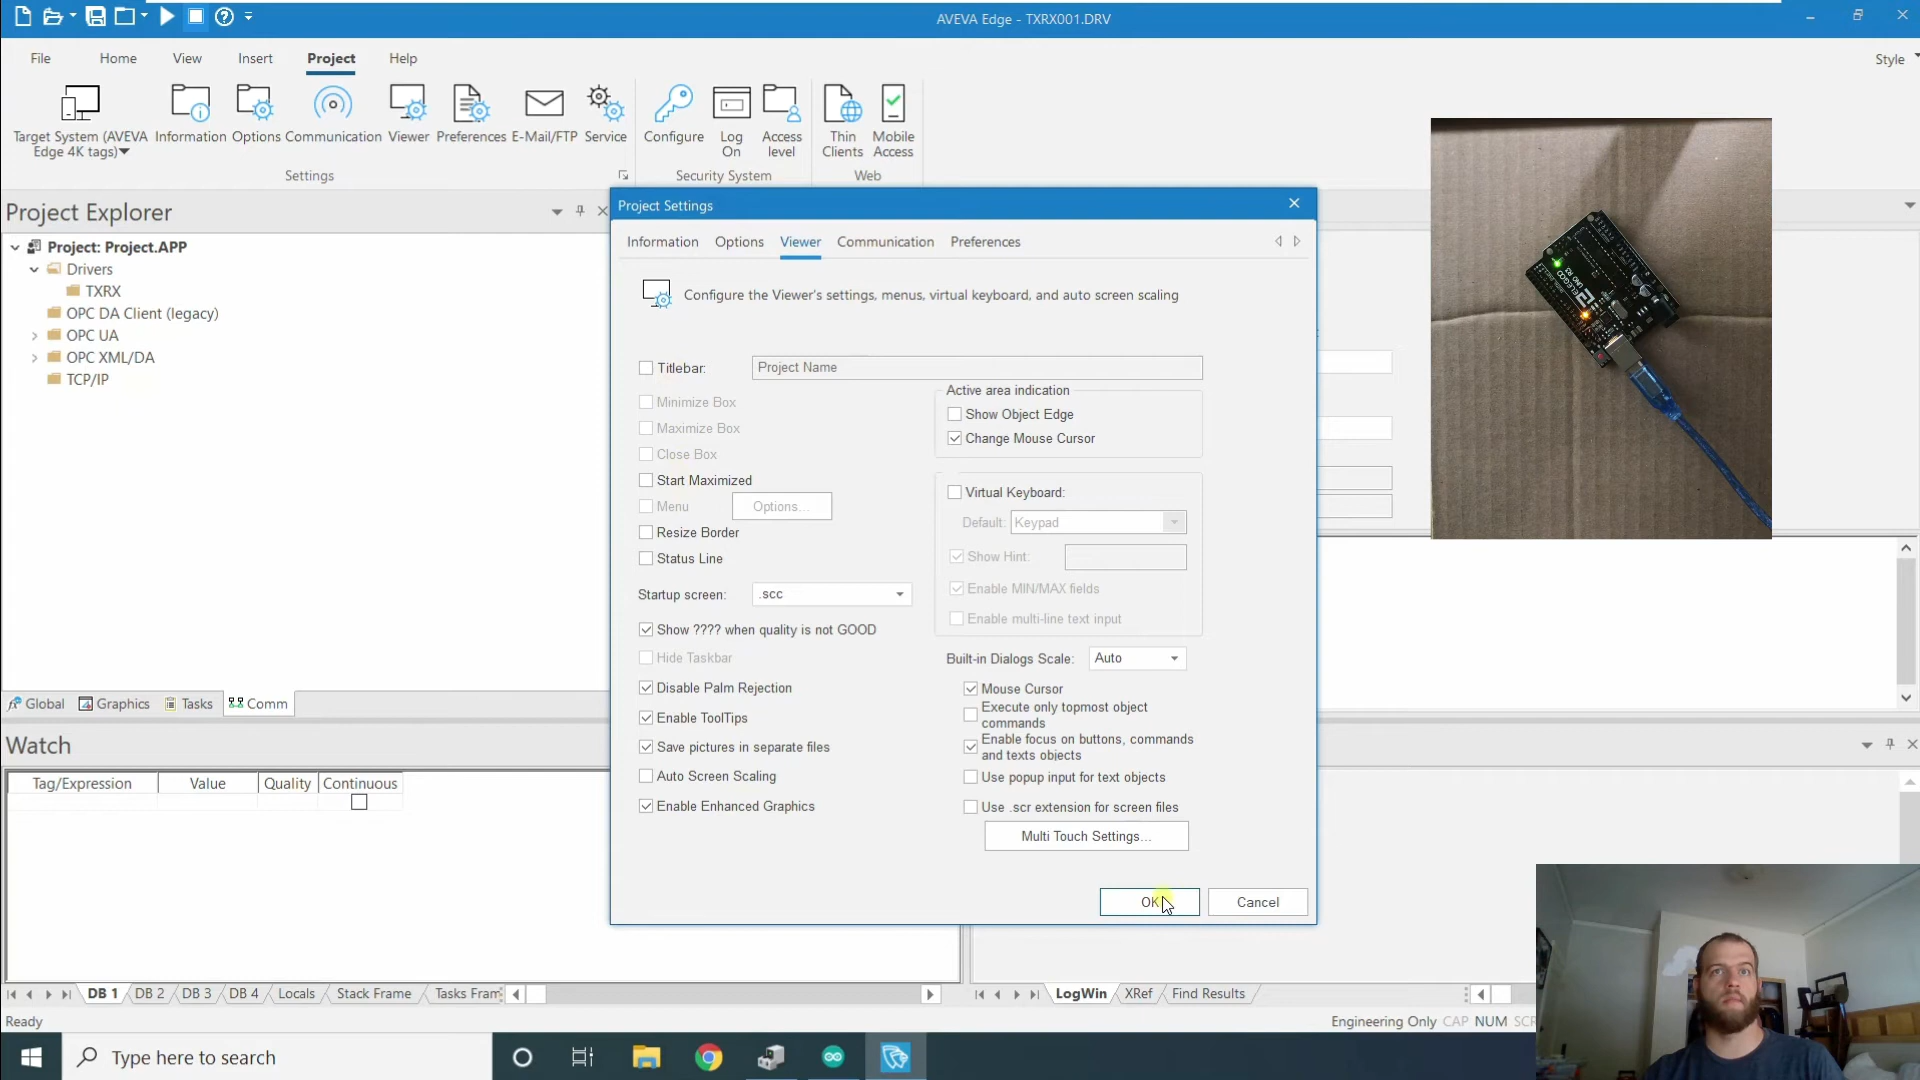 AVEVA Edge - TXRX001.DRV
File
Home
View
Insert
Project
Help
Style
Target System (AVEVA
Edge 4K tags)
Information
Options
Communication
Viewer
Preferences
E-Mail/FTP
Service
Configure
Log
On
Access
level
Thin
Clients
Mobile
Access
Settings
Security System
Web
Project Explorer
Project: Project.APP
Drivers
TXRX
OPC DA Client (legacy)
OPC UA
OPC XML/DA
TCP/IP
Global
Graphics
Tasks
Comm
Project Settings
Information
Options
Viewer
Communication
Preferences
Configure the Viewer's settings, menus, virtual keyboard, and auto screen scaling
Titlebar:
Project Name
Minimize Box
Maximize Box
Close Box
Start Maximized
Menu
Options...
Resize Border
Status Line
Startup screen:
.scc
Show ???? when quality is not GOOD
Hide Taskbar
Disable Palm Rejection
Enable ToolTips
Save pictures in separate files
Auto Screen Scaling
Enable Enhanced Graphics
Active area indication
Show Object Edge
Change Mouse Cursor
Virtual Keyboard:
Default:
Keypad
Show Hint:
Enable MIN/MAX fields
Enable multi-line text input
Built-in Dialogs Scale:
Auto
Mouse Cursor
Execute only topmost object
commands
Enable focus on buttons, commands
and texts objects
Use popup input for text objects
Use .scr extension for screen files
Multi Touch Settings...
OK
Cancel
ELEGOO
UNO R3
Watch
Tag/Expression
Value
Quality
Continuous
DB 1
DB 2
DB 3
DB 4
Locals
Stack Frame
Tasks Fram
LogWin
XRef
Find Results
Ready
Engineering Only
CAP
NUM
SCR
Type here to search